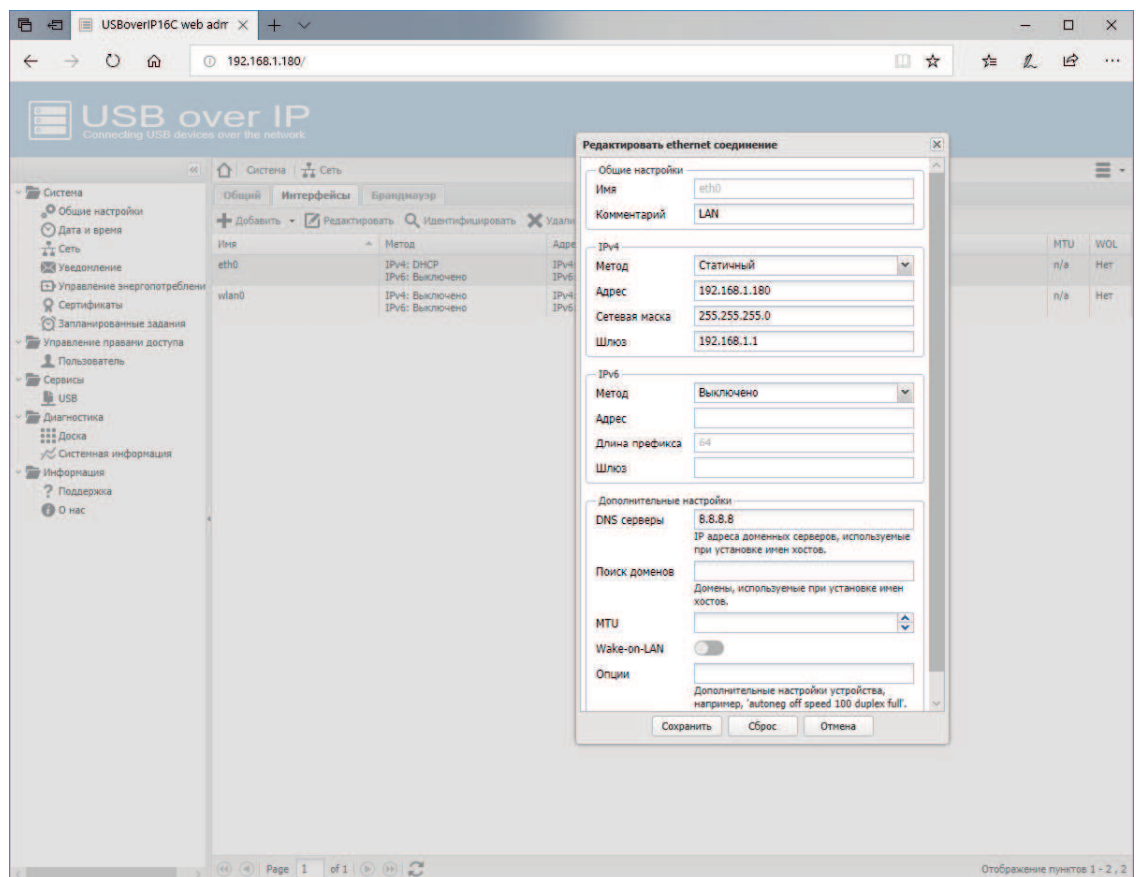 USBoverIP16C web adm
192.168.1.180/
USB over IP
Connecting USB devices over the network
Система
Общие настройки
Дата и время
Сеть
Уведомление
Управление энергопотреблени
Сертификаты
Запланированные задания
Управление правами доступа
Пользователь
Сервисы
USB
Диагностика
Доска
Системная информация
Информация
Поддержка
О нас
Система Сеть
Общий Интерфейсы Брандмауэр
Добавить Редактировать Идентифицировать Удали
Имя Метод Адре MTU WOL
eth0 IPv4: DHCP IPv4 n/a Нет
IPv6: Выключено IPv6
wlan0 IPv4: Выключено IPv4 n/a Нет
IPv6: Выключено IPv6
Page 1 of 1
Отображение пунктов 1 - 2 , 2
Редактировать ethernet соединение
Общие настройки
Имя eth0
Комментарий LAN
IPv4
Метод Статичный
Адрес 192.168.1.180
Сетевая маска 255.255.255.0
Шлюз 192.168.1.1
IPv6
Метод Выключено
Адрес
Длина префикса 64
Шлюз
Дополнительные настройки
DNS серверы 8.8.8.8
IP адреса доменных серверов, используемые
при установке имен хостов.
Поиск доменов
Домены, используемые при установке имен
хостов.
MTU
Wake-on-LAN
Опции
Дополнительные настройки устройства,
например, 'autoneg off speed 100 duplex full'.
Сохранить Сброс Отмена